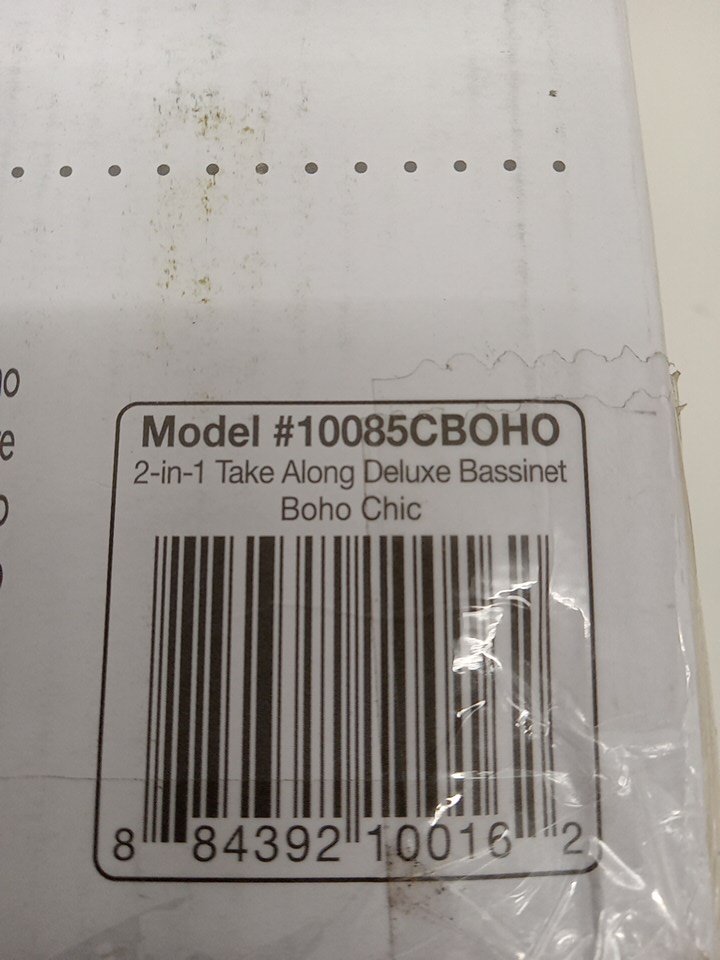 Model #10085CBOHO
2-in-1 Take Along Deluxe Bassinet
Boho Chic
8 84392 10016 2